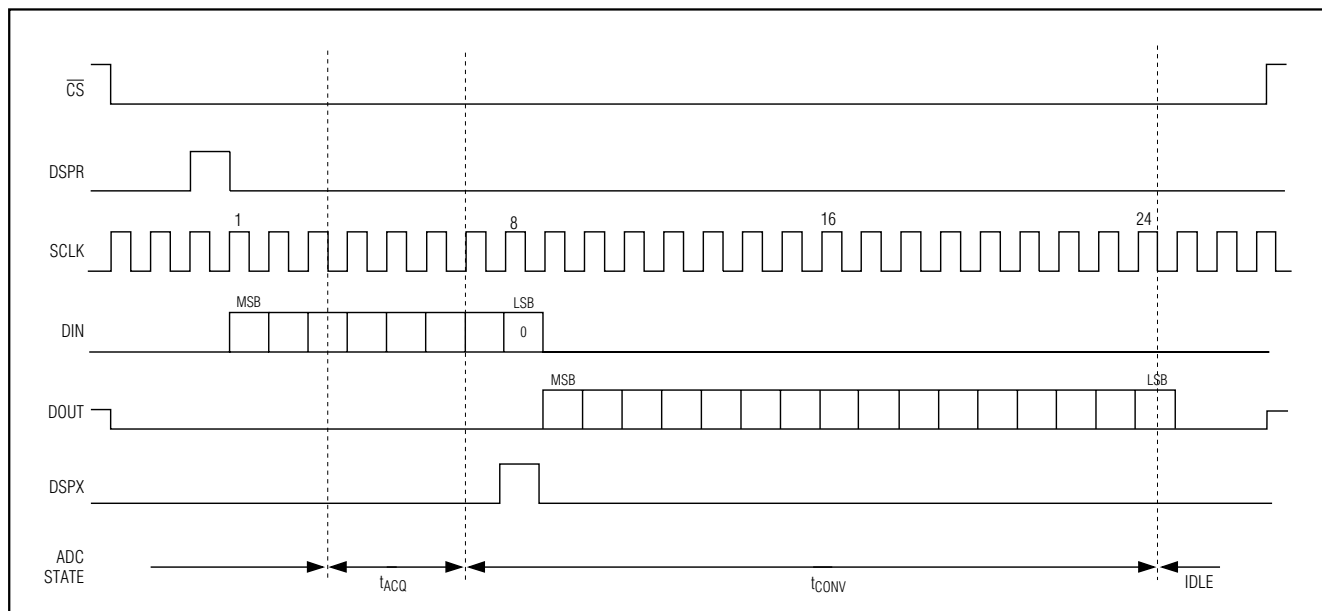 CS
DSPR
1 8 16 24
SCLK
MSB LSB
DIN 0
MSB LSB
DOUT
DSPX
ADC
STATE tACQ tCONV IDLE